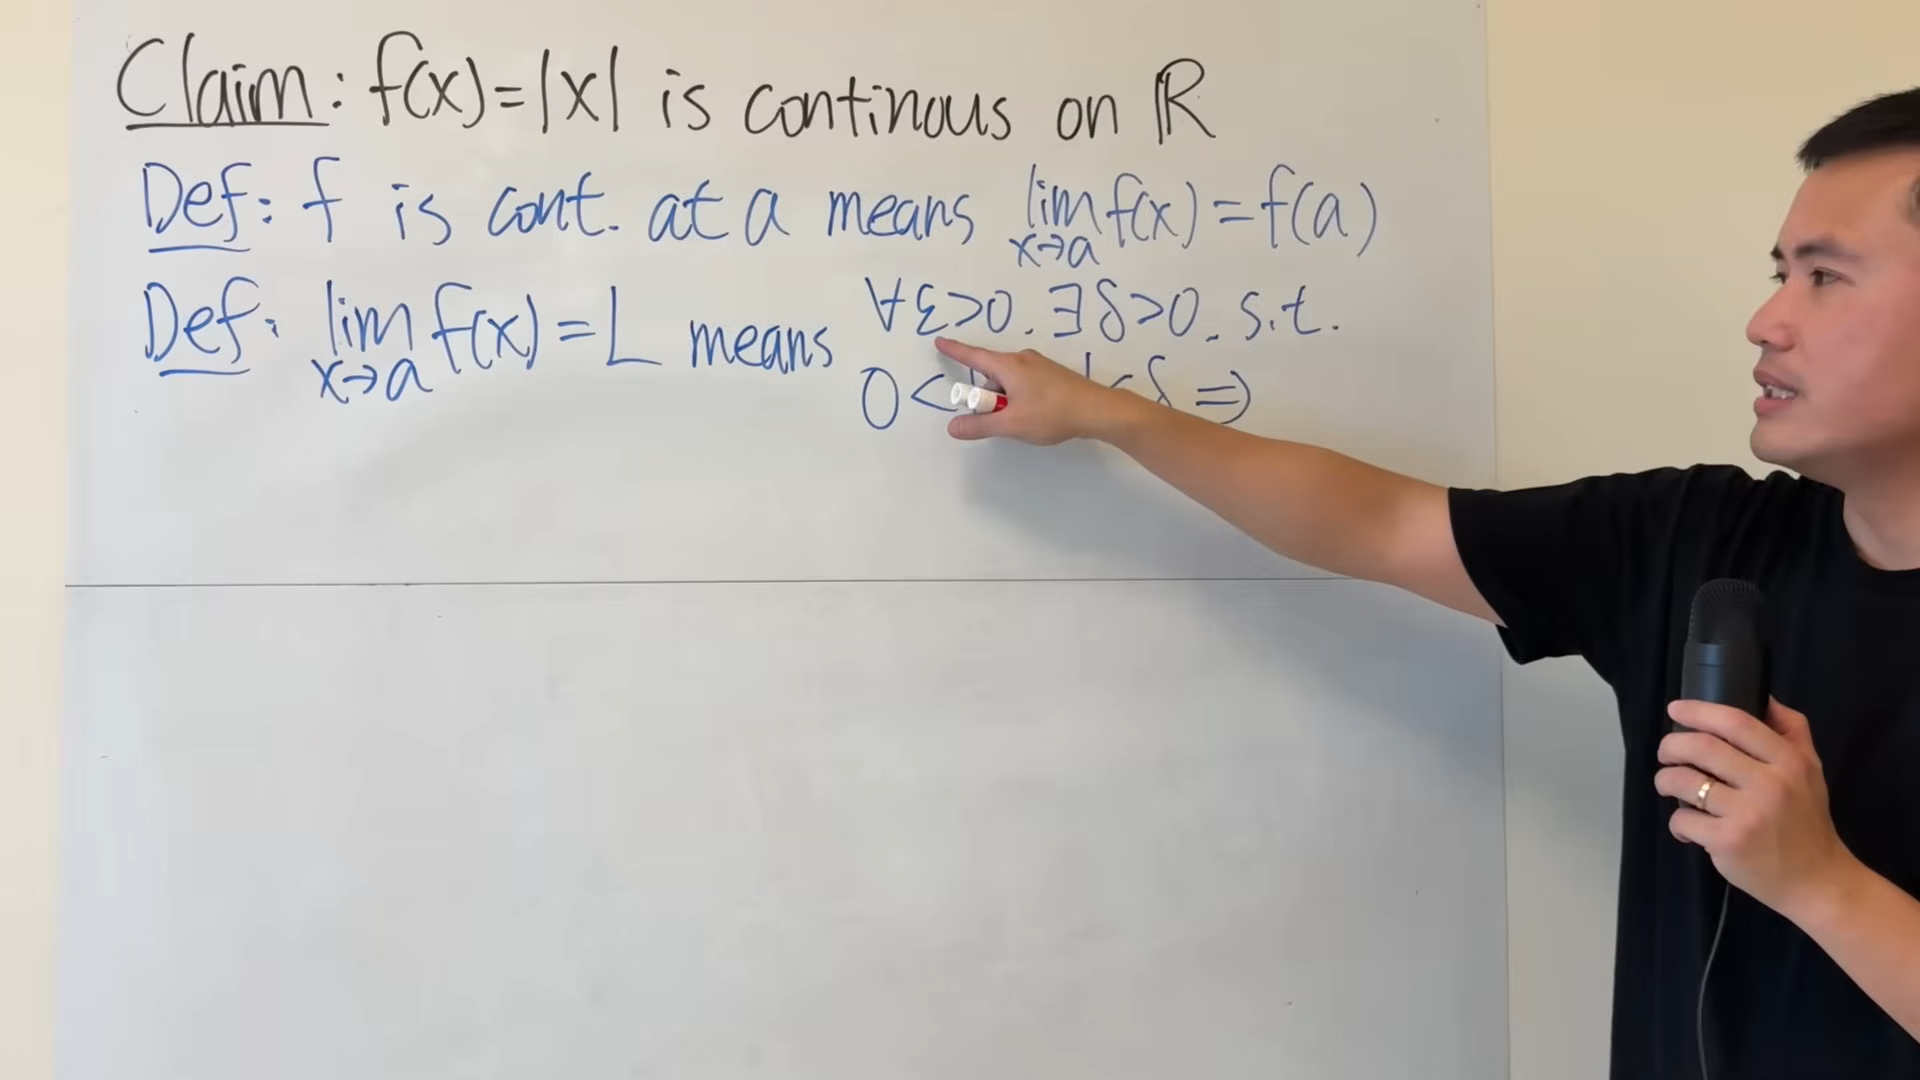 Claim: f(x)=|x| is continous on ℝ
Def: f is cont. at a means lim x→a f(x) = f(a)
Def: lim x→a f(x) = L means ∀ε>0, ∃δ>0, s.t.
0< |<δ ⇒